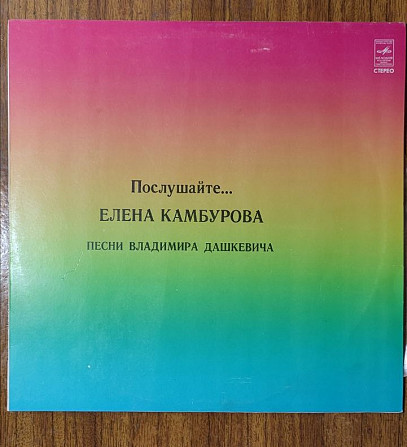 СТЕРЕО
Послушайте...
ЕЛЕНА КАМБУРОВА
ПЕСНИ ВЛАДИМИРА ДАШКЕВИЧА